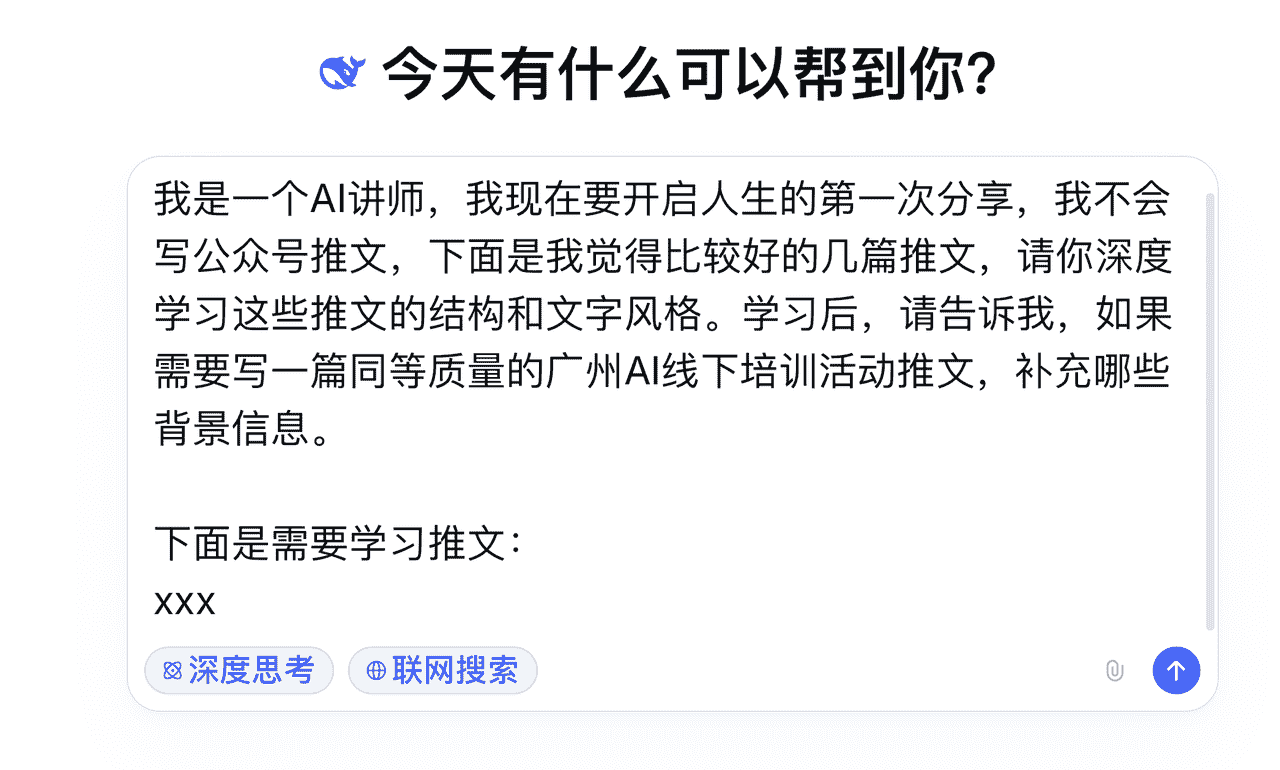 今天有什么可以帮到你?
我是一个AI讲师，我现在要开启人生的第一次分享，我不会
写公众号推文，下面是我觉得比较好的几篇推文，请你深度
学习这些推文的结构和文字风格。学习后，请告诉我，如果
需要写一篇同等质量的广州AI线下培训活动推文，补充哪些
背景信息。
下面是需要学习推文：
xxx
深度思考 联网搜索